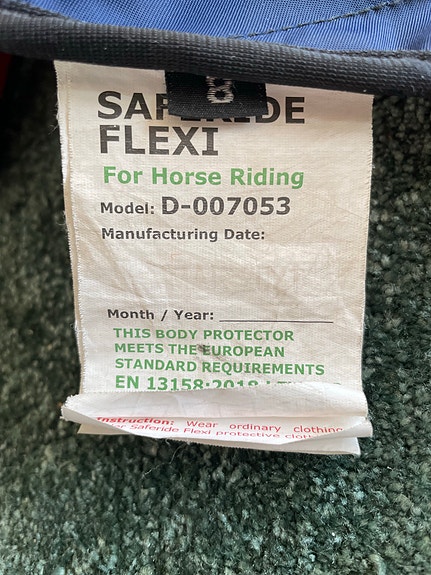 8
SAFERIDE
FLEXI
For Horse Riding
Model: D-007053
Manufacturing Date:
Month / Year:
THIS BODY PROTECTOR
MEETS THE EUROPEAN
STANDARD REQUIREMENTS
EN 13158:2018
Instruction: Wear ordinary clothing
Saferide Flexi protective